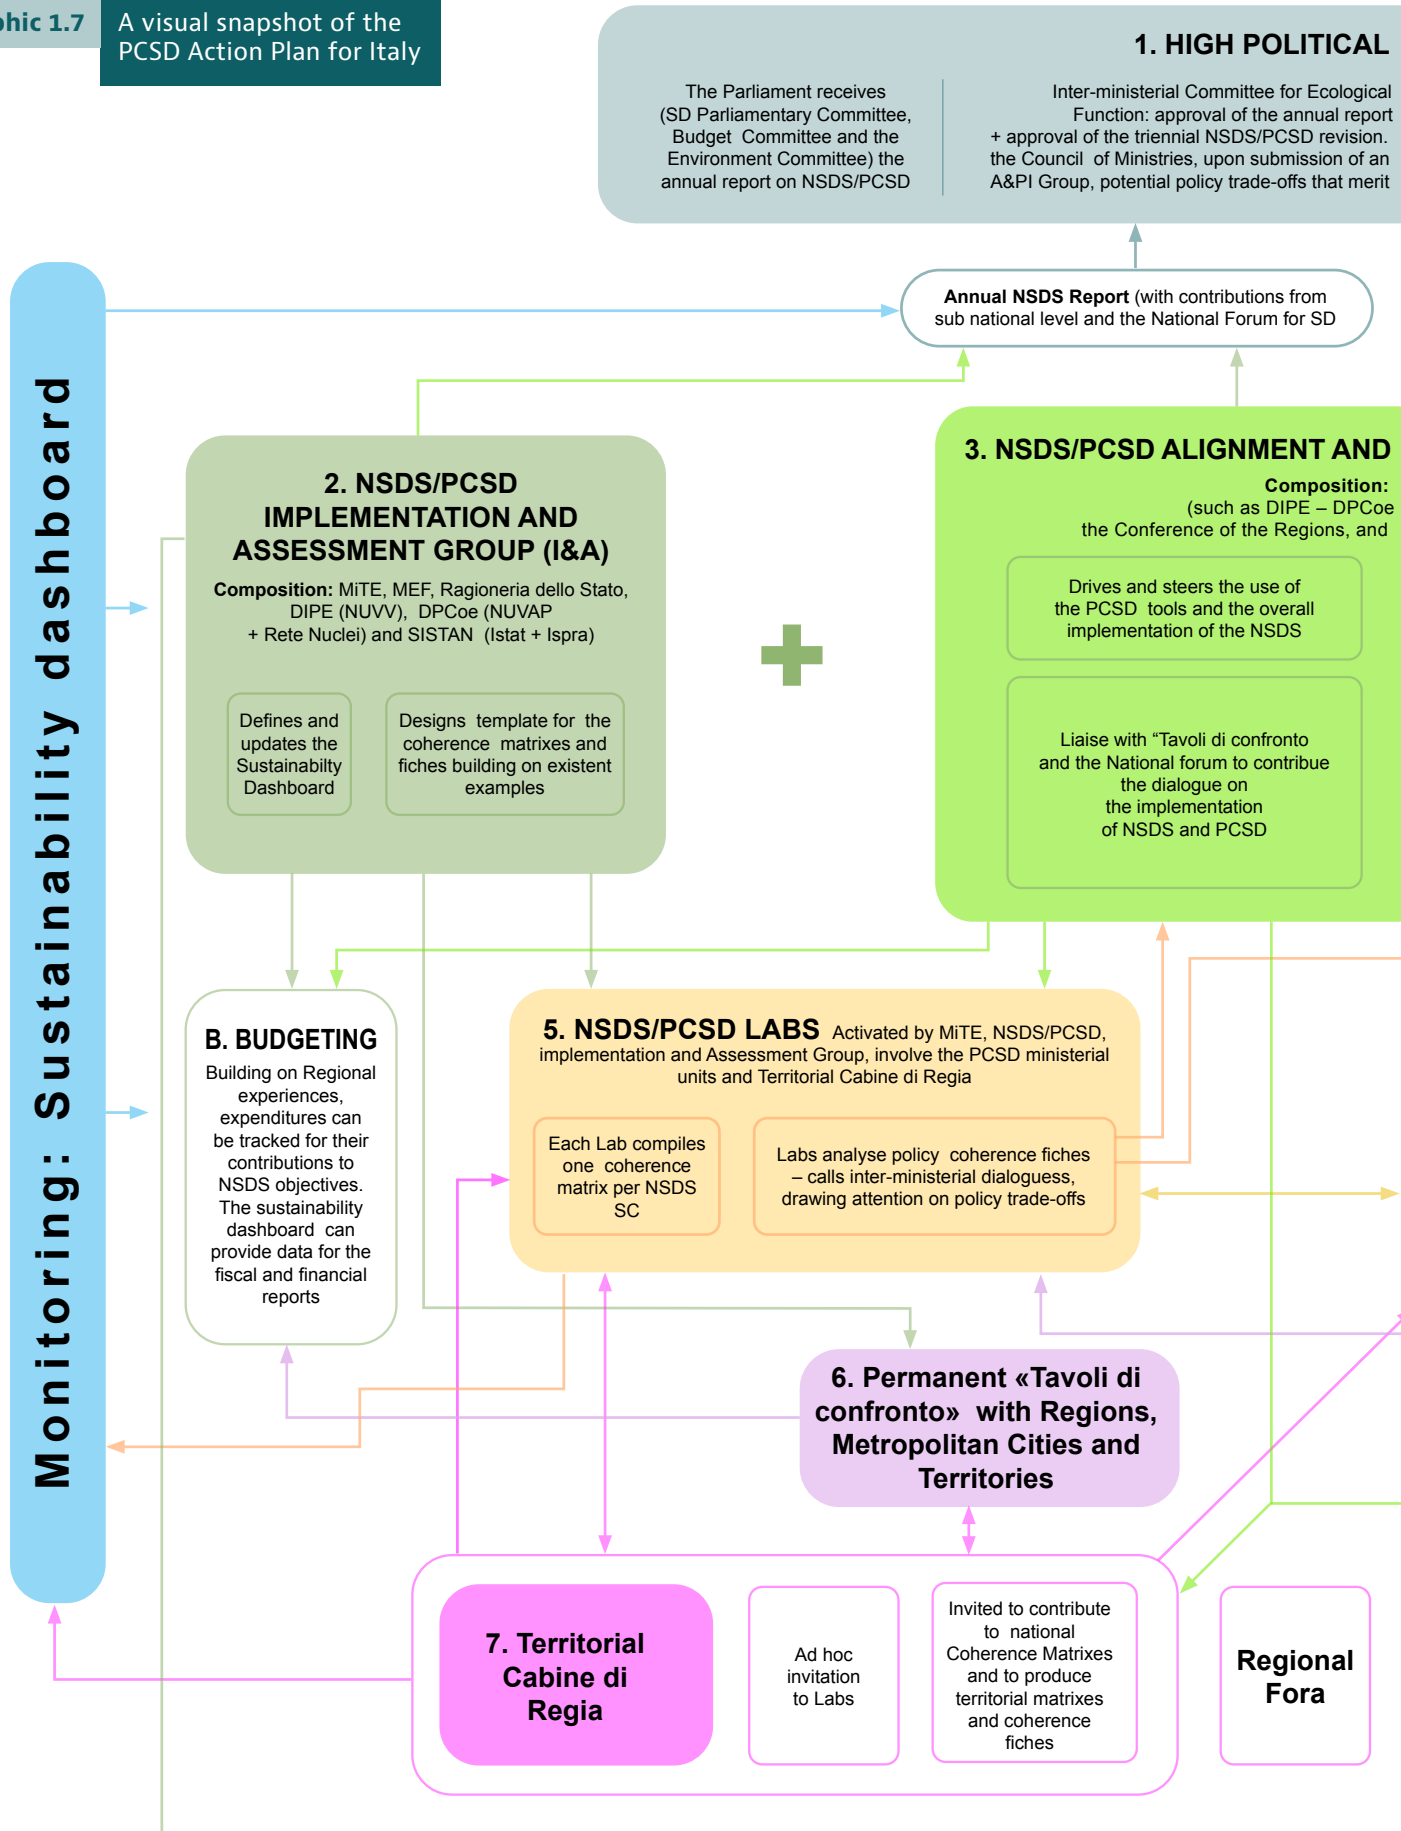 phic 1.7
A visual snapshot of the
PCSD Action Plan for Italy
1. HIGH POLITICAL
The Parliament receives
(SD Parliamentary Committee,
Budget Committee and the
Environment Committee) the
annual report on NSDS/PCSD
Inter-ministerial Committee for Ecological
Function: approval of the annual report
+ approval of the triennial NSDS/PCSD revision.
the Council of Ministries, upon submission of an
A&PI Group, potential policy trade-offs that merit
Annual NSDS Report (with contributions from
sub national level and the National Forum for SD
Monitoring: Sustainability dashboard
2. NSDS/PCSD
IMPLEMENTATION AND
ASSESSMENT GROUP (I&A)
Composition: MiTE, MEF, Ragioneria dello Stato,
DIPE (NUVV), DPCoe (NUVAP
+ Rete Nuclei) and SISTAN (Istat + Ispra)
Defines and
updates the
Sustainabilty
Dashboard
Designs template for the
coherence matrixes and
fiches building on existent
examples
3. NSDS/PCSD ALIGNMENT AND
Composition:
(such as DIPE – DPCoe
the Conference of the Regions, and
Drives and steers the use of
the PCSD tools and the overall
implementation of the NSDS
Liaise with “Tavoli di confronto
and the National forum to contribue
the dialogue on
the implementation
of NSDS and PCSD
B. BUDGETING
Building on Regional
experiences,
expenditures can
be tracked for their
contributions to
NSDS objectives.
The sustainability
dashboard can
provide data for the
fiscal and financial
reports
5. NSDS/PCSD LABS Activated by MiTE, NSDS/PCSD,
implementation and Assessment Group, involve the PCSD ministerial
units and Territorial Cabine di Regia
Each Lab compiles
one coherence
matrix per NSDS
SC
Labs analyse policy coherence fiches
– calls inter-ministerial dialoguess,
drawing attention on policy trade-offs
6. Permanent «Tavoli di
confronto» with Regions,
Metropolitan Cities and
Territories
7. Territorial
Cabine di
Regia
Ad hoc
invitation
to Labs
Invited to contribute
to national
Coherence Matrixes
and to produce
territorial matrixes
and coherence
fiches
Regional
Fora